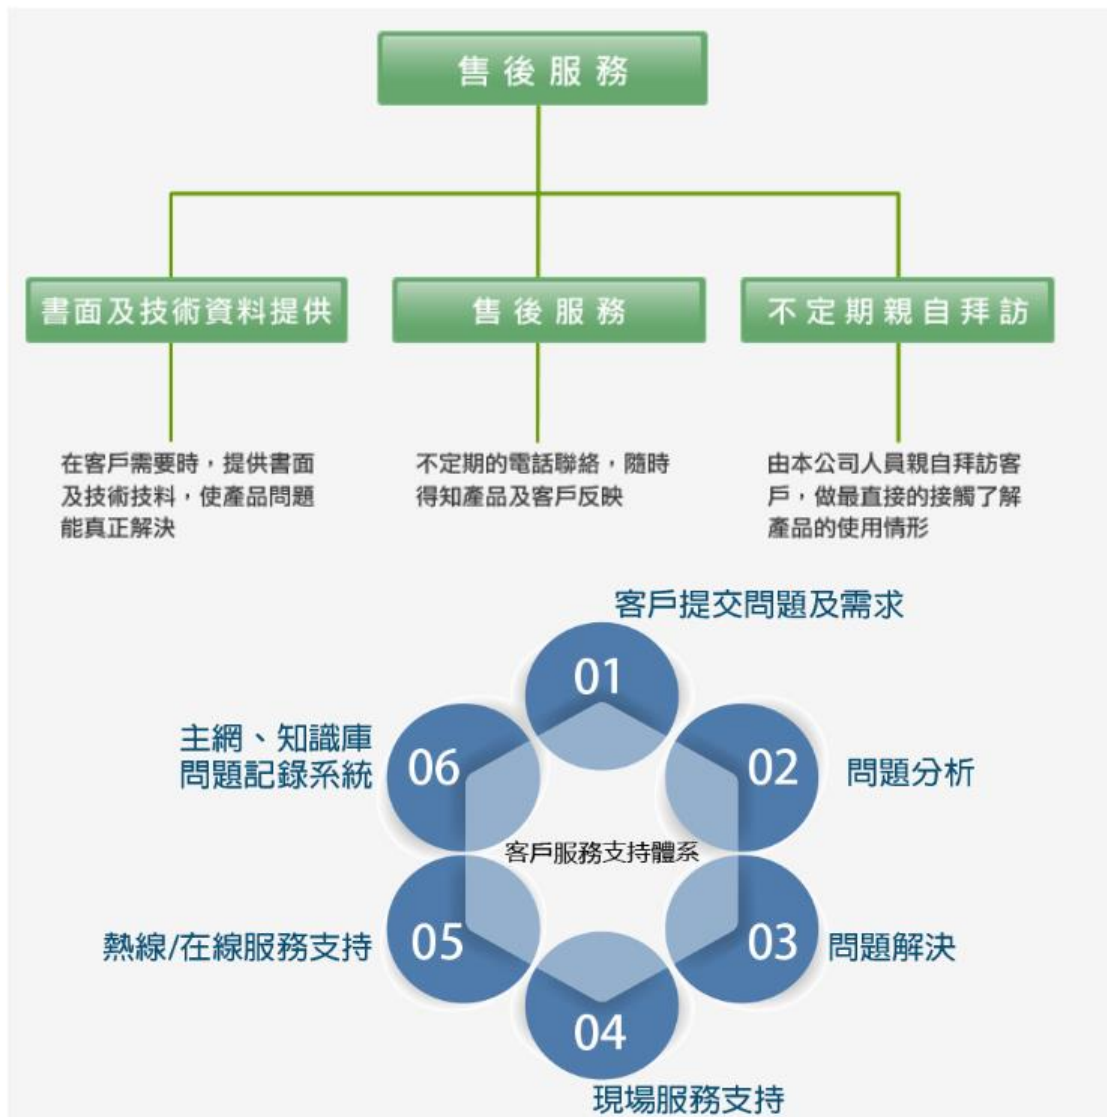 售後服務
書面及技術資料提供
售後服務
不定期親自拜訪
在客戶需要時，提供書面
及技術技料，使產品問題
能真正解決
不定期的電話聯絡，隨時
得知產品及客戶反映
由本公司人員親自拜訪客
戶，做最直接的接觸了解
產品的使用情形
客戶提交問題及需求
01
02
問題分析
03
問題解決
04
現場服務支持
05
熱線/在線服務支持
06
主網、知識庫
問題記錄系統
客戶服務支持體系